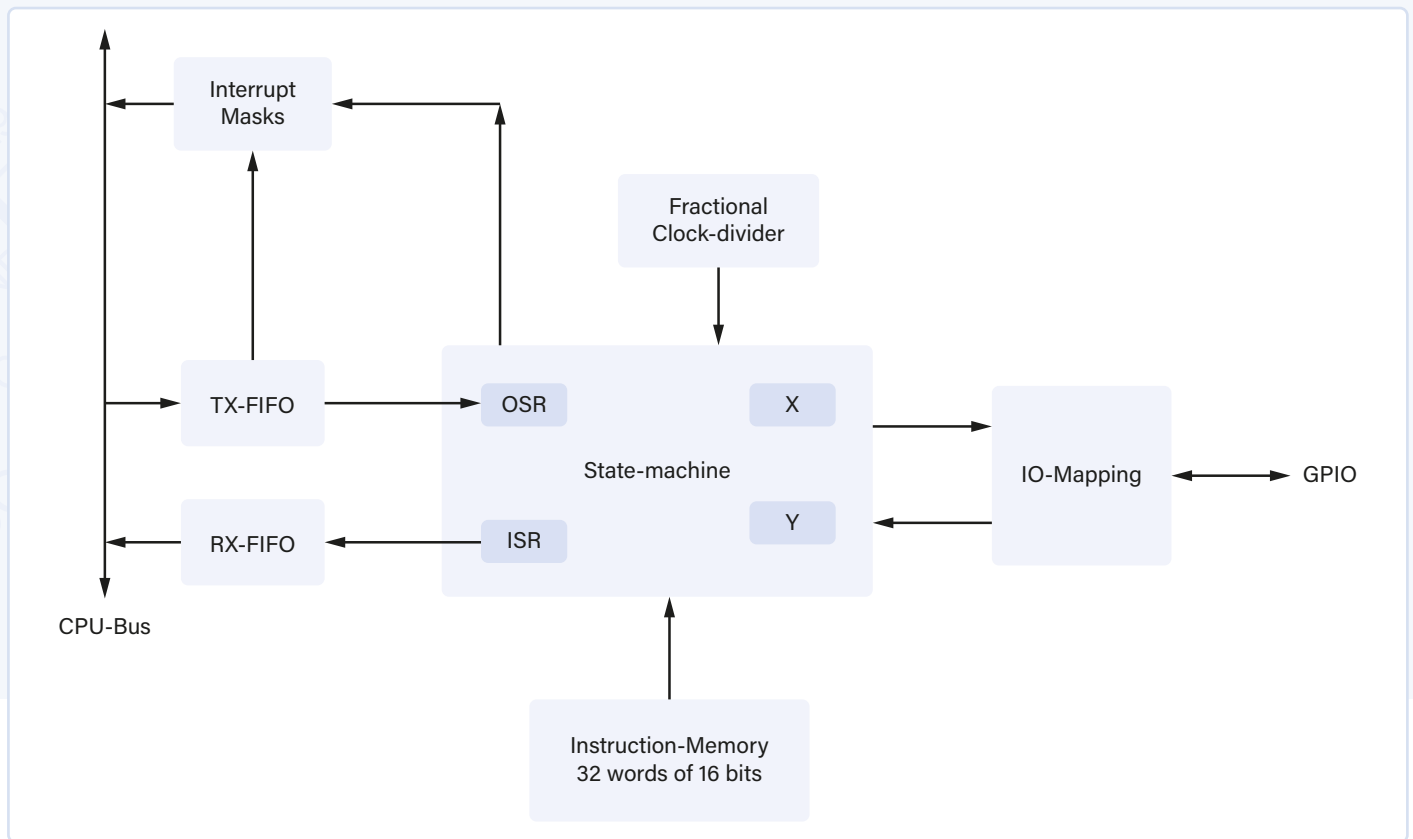 Interrupt
Masks
Fractional
Clock-divider
TX-FIFO
OSR
X
State-machine
IO-Mapping
GPIO
Y
RX-FIFO
ISR
CPU-Bus
Instruction-Memory
32 words of 16 bits